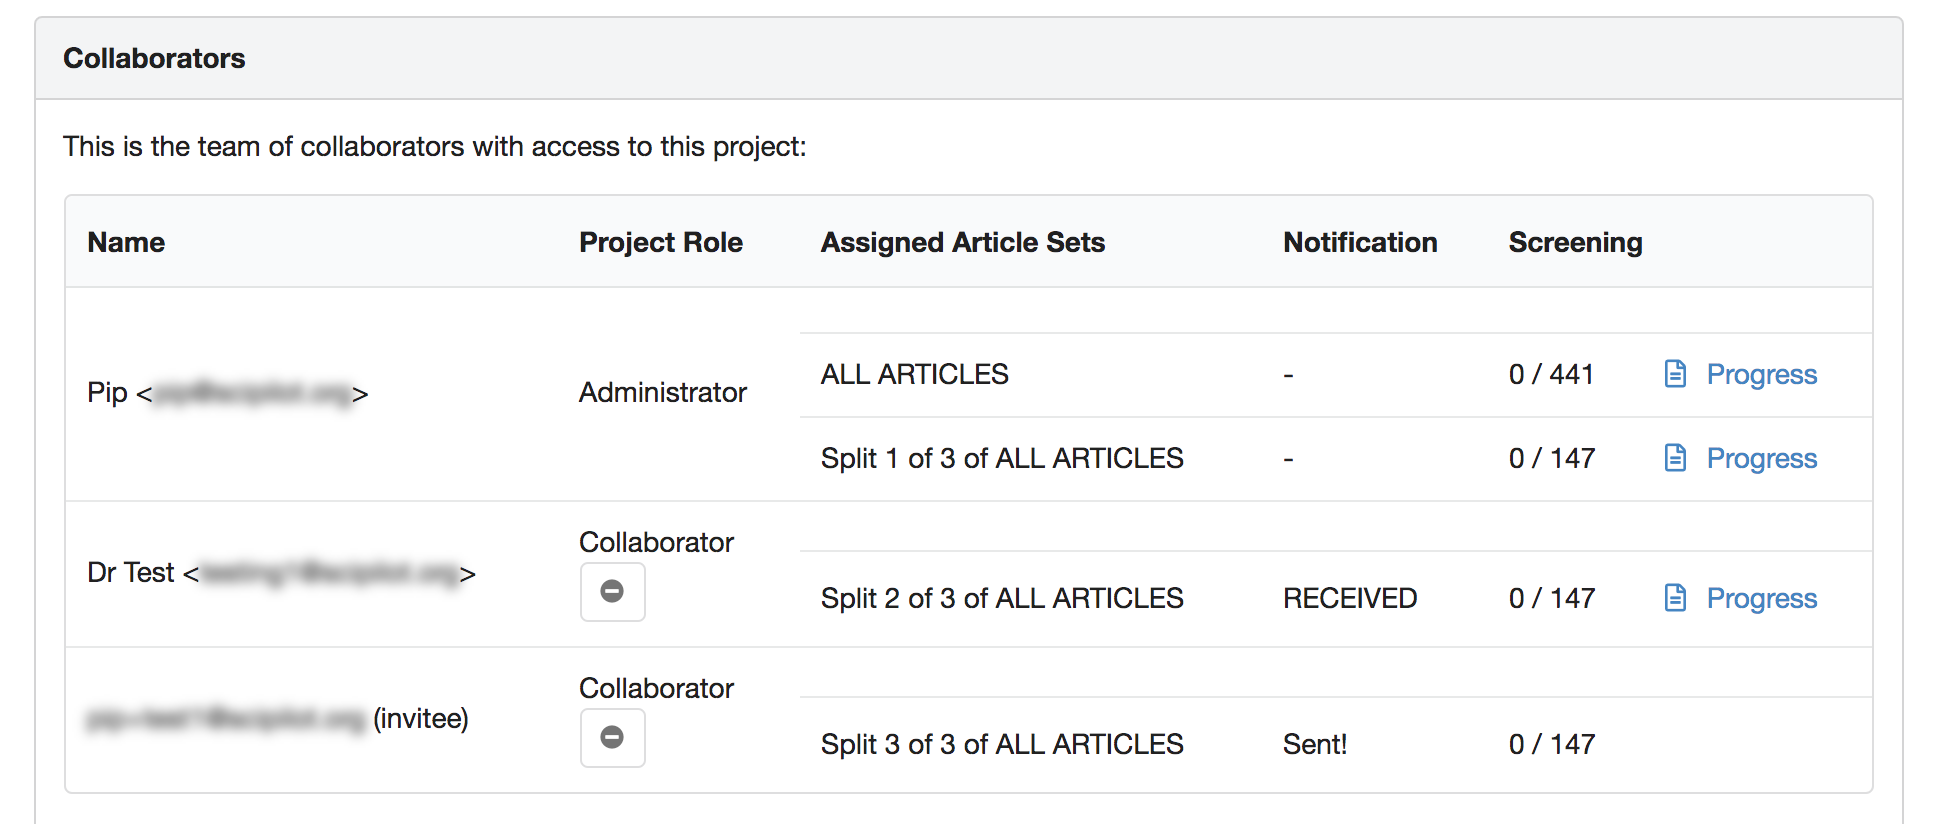 Collaborators
This is the team of collaborators with access to this project:
Name Project Role Assigned Article Sets Notification Screening
Pip < > Administrator
ALL ARTICLES - 0 / 441 Progress
Split 1 of 3 of ALL ARTICLES - 0 / 147 Progress
Dr Test < > Collaborator
Split 2 of 3 of ALL ARTICLES RECEIVED 0 / 147 Progress
(invitee) Collaborator
Split 3 of 3 of ALL ARTICLES Sent! 0 / 147